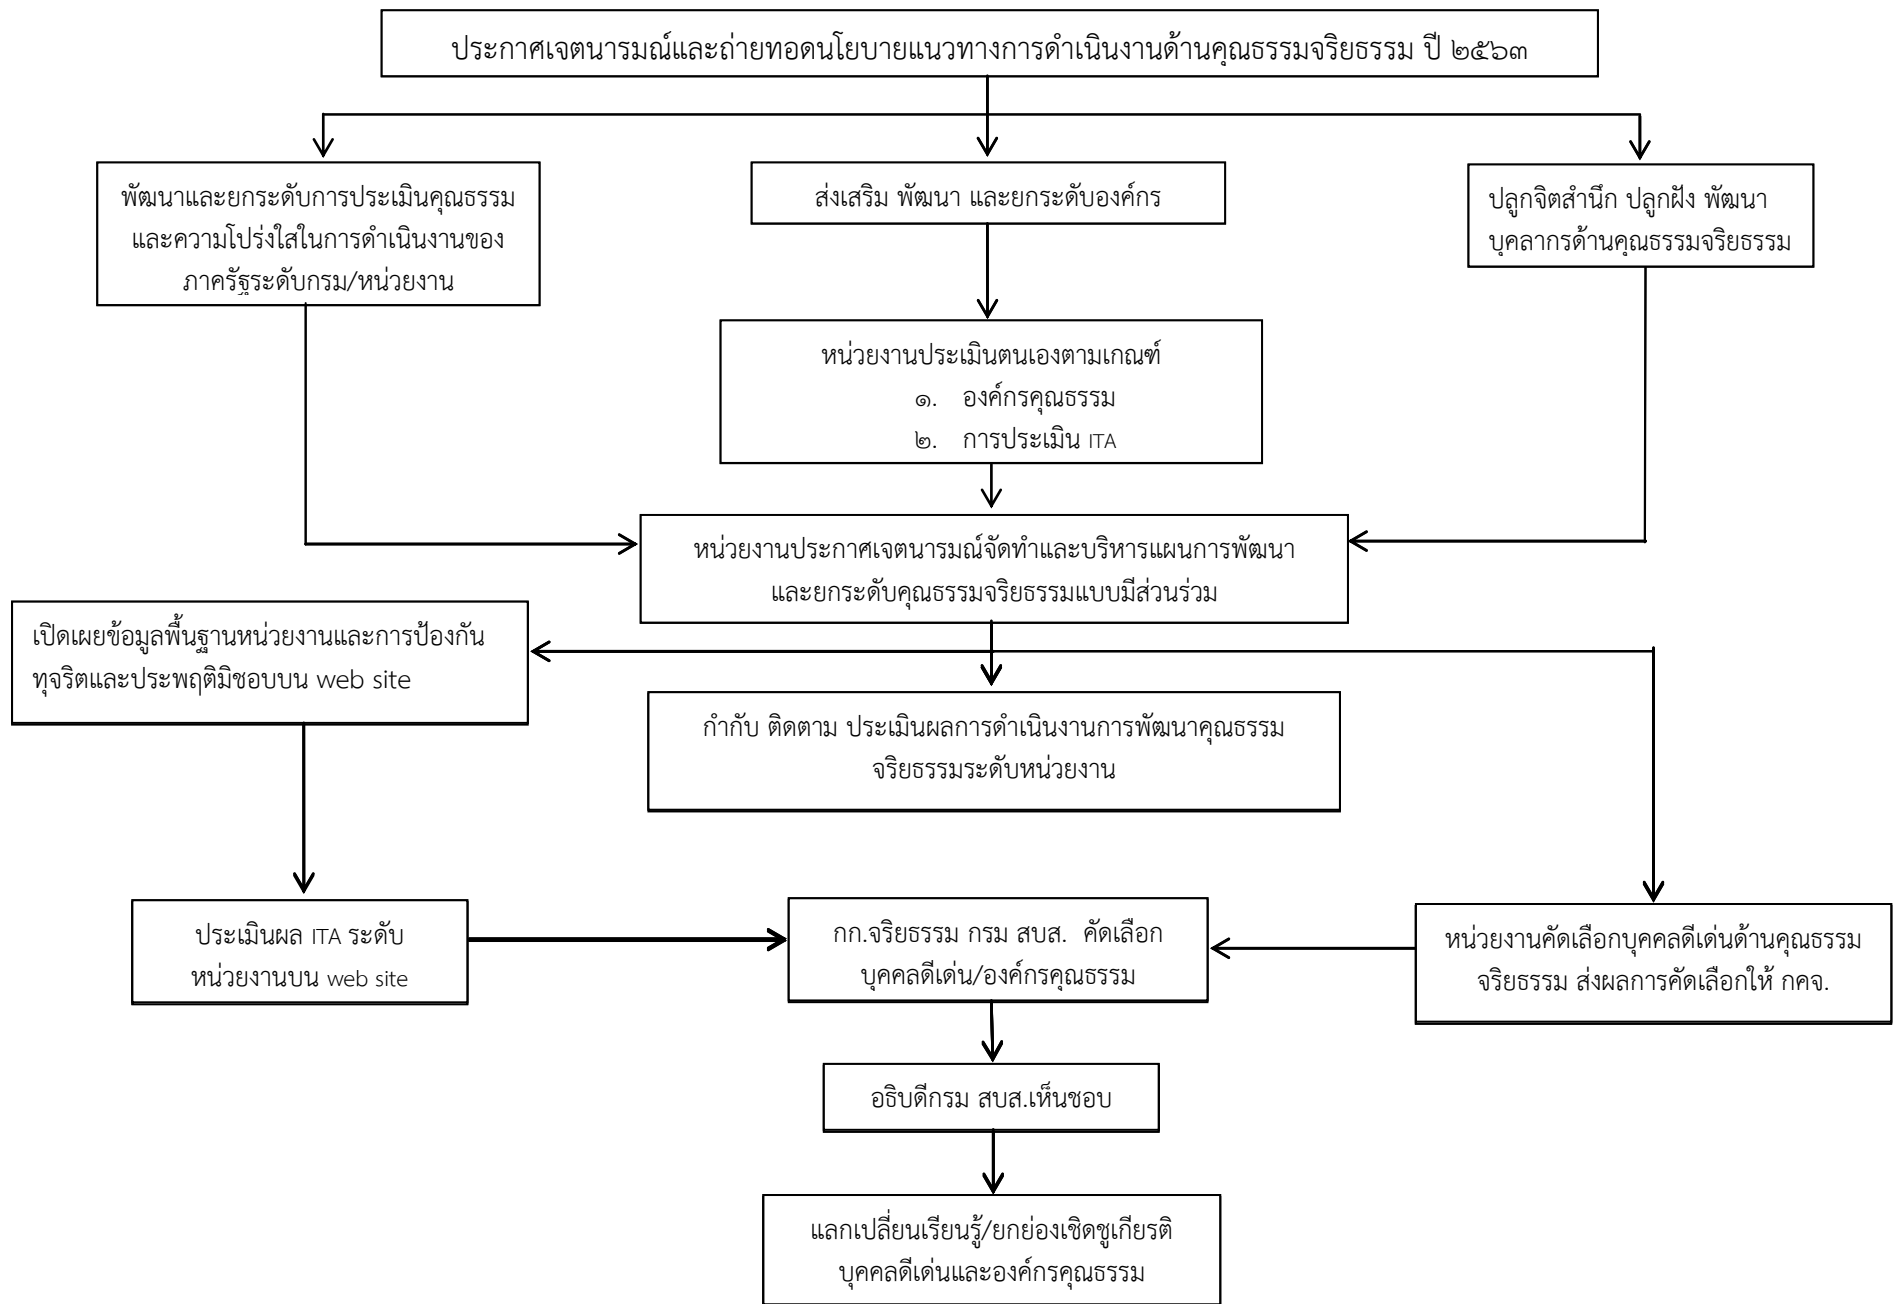 ประกาศเจตนารมณ์และถ่ายทอดนโยบายแนวทางการดำเนินงานด้านคุณธรรมจริยธรรม ปี ๒๕๖๓
พัฒนาและยกระดับการประเมินคุณธรรม
และความโปร่งใสในการดำเนินงานของ
ภาครัฐระดับกรม/หน่วยงาน
ส่งเสริม พัฒนา และยกระดับองค์กร
ปลูกจิตสำนึก ปลูกฝัง พัฒนา
บุคลากรด้านคุณธรรมจริยธรรม
หน่วยงานประเมินตนเองตามเกณฑ์
๑. องค์กรคุณธรรม
๒. การประเมิน ITA
หน่วยงานประกาศเจตนารมณ์จัดทำและบริหารแผนการพัฒนา
และยกระดับคุณธรรมจริยธรรมแบบมีส่วนร่วม
เปิดเผยข้อมูลพื้นฐานหน่วยงานและการป้องกัน
ทุจริตและประพฤติมิชอบบน web site
กำกับ ติดตาม ประเมินผลการดำเนินงานการพัฒนาคุณธรรม
จริยธรรมระดับหน่วยงาน
ประเมินผล ITA ระดับ
หน่วยงานบน web site
กก.จริยธรรม กรม สบส. คัดเลือก
บุคคลดีเด่น/องค์กรคุณธรรม
หน่วยงานคัดเลือกบุคคลดีเด่นด้านคุณธรรม
จริยธรรม ส่งผลการคัดเลือกให้ กคจ.
อธิบดีกรม สบส.เห็นชอบ
แลกเปลี่ยนเรียนรู้/ยกย่องเชิดชูเกียรติ
บุคคลดีเด่นและองค์กรคุณธรรม